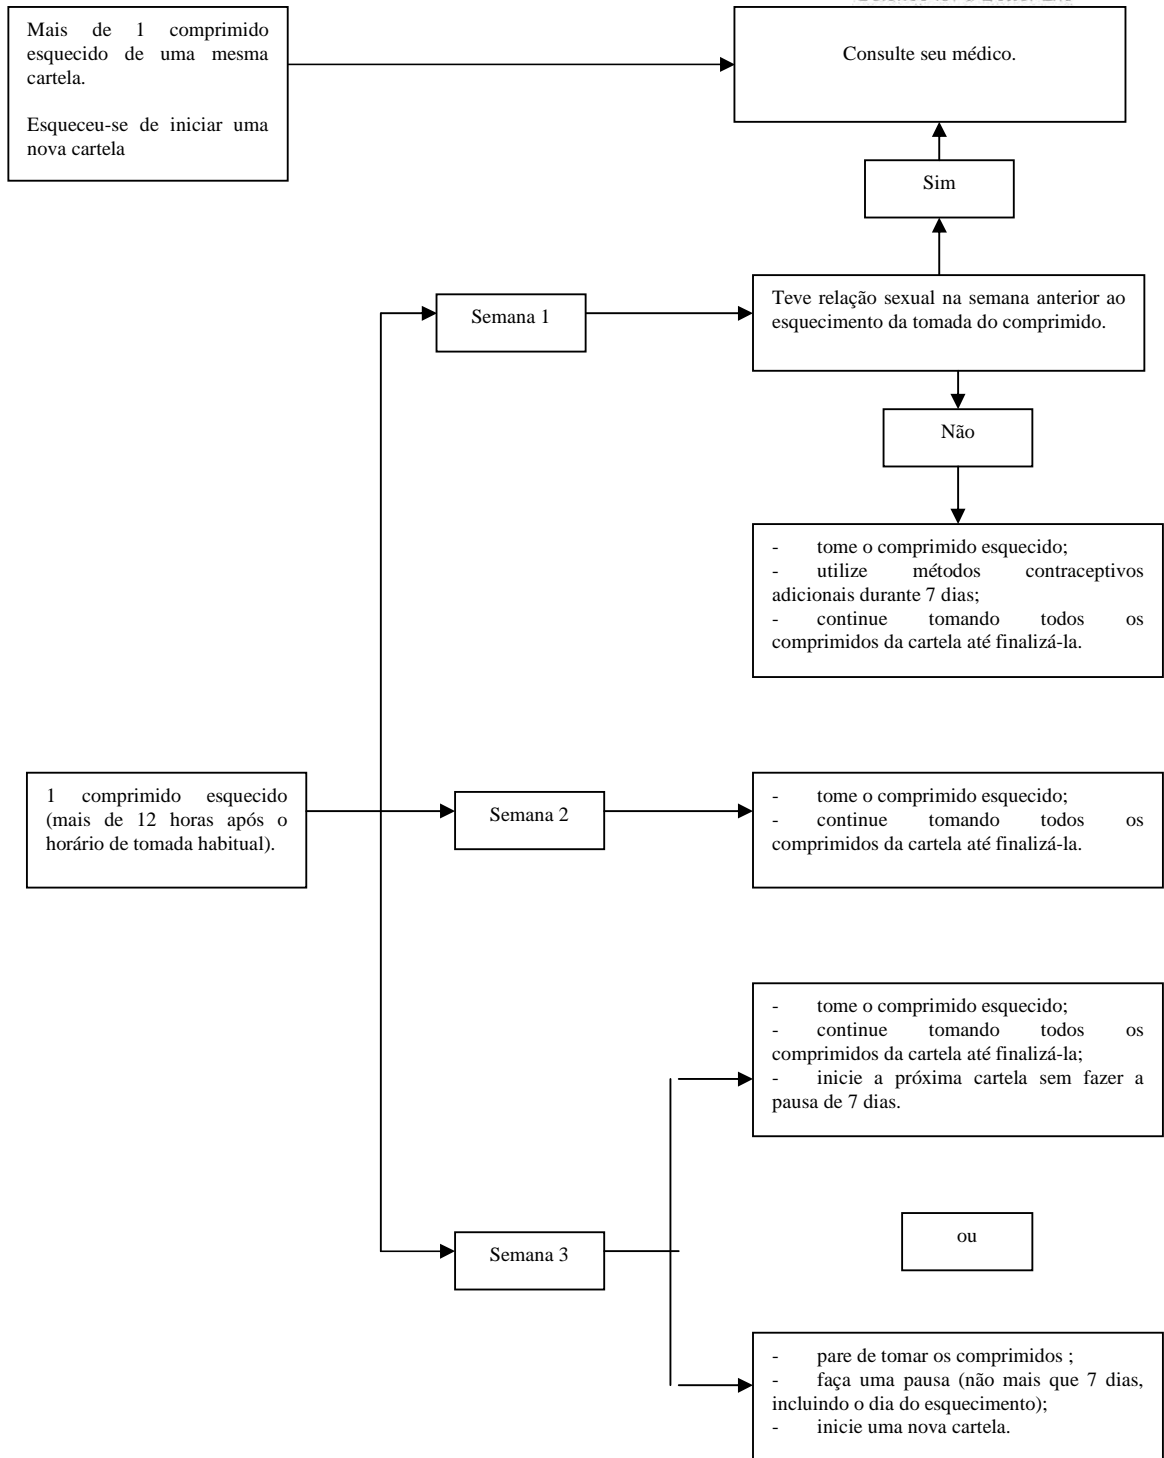 Mais de 1 comprimido
esquecido de uma mesma
cartela.
Esqueceu-se de iniciar uma
nova cartela
Consulte seu médico.
Sim
Semana 1
Teve relação sexual na semana anterior ao
esquecimento da tomada do comprimido.
Não
- tome o comprimido esquecido;
- utilize métodos contraceptivos
adicionais durante 7 dias;
- continue tomando todos os
comprimidos da cartela até finalizá-la.
1 comprimido esquecido
(mais de 12 horas após o
horário de tomada habitual).
Semana 2
- tome o comprimido esquecido;
- continue tomando todos os
comprimidos da cartela até finalizá-la.
- tome o comprimido esquecido;
- continue tomando todos os
comprimidos da cartela até finalizá-la;
- inicie a próxima cartela sem fazer a
pausa de 7 dias.
Semana 3
ou
- pare de tomar os comprimidos ;
- faça uma pausa (não mais que 7 dias,
incluindo o dia do esquecimento);
- inicie uma nova cartela.